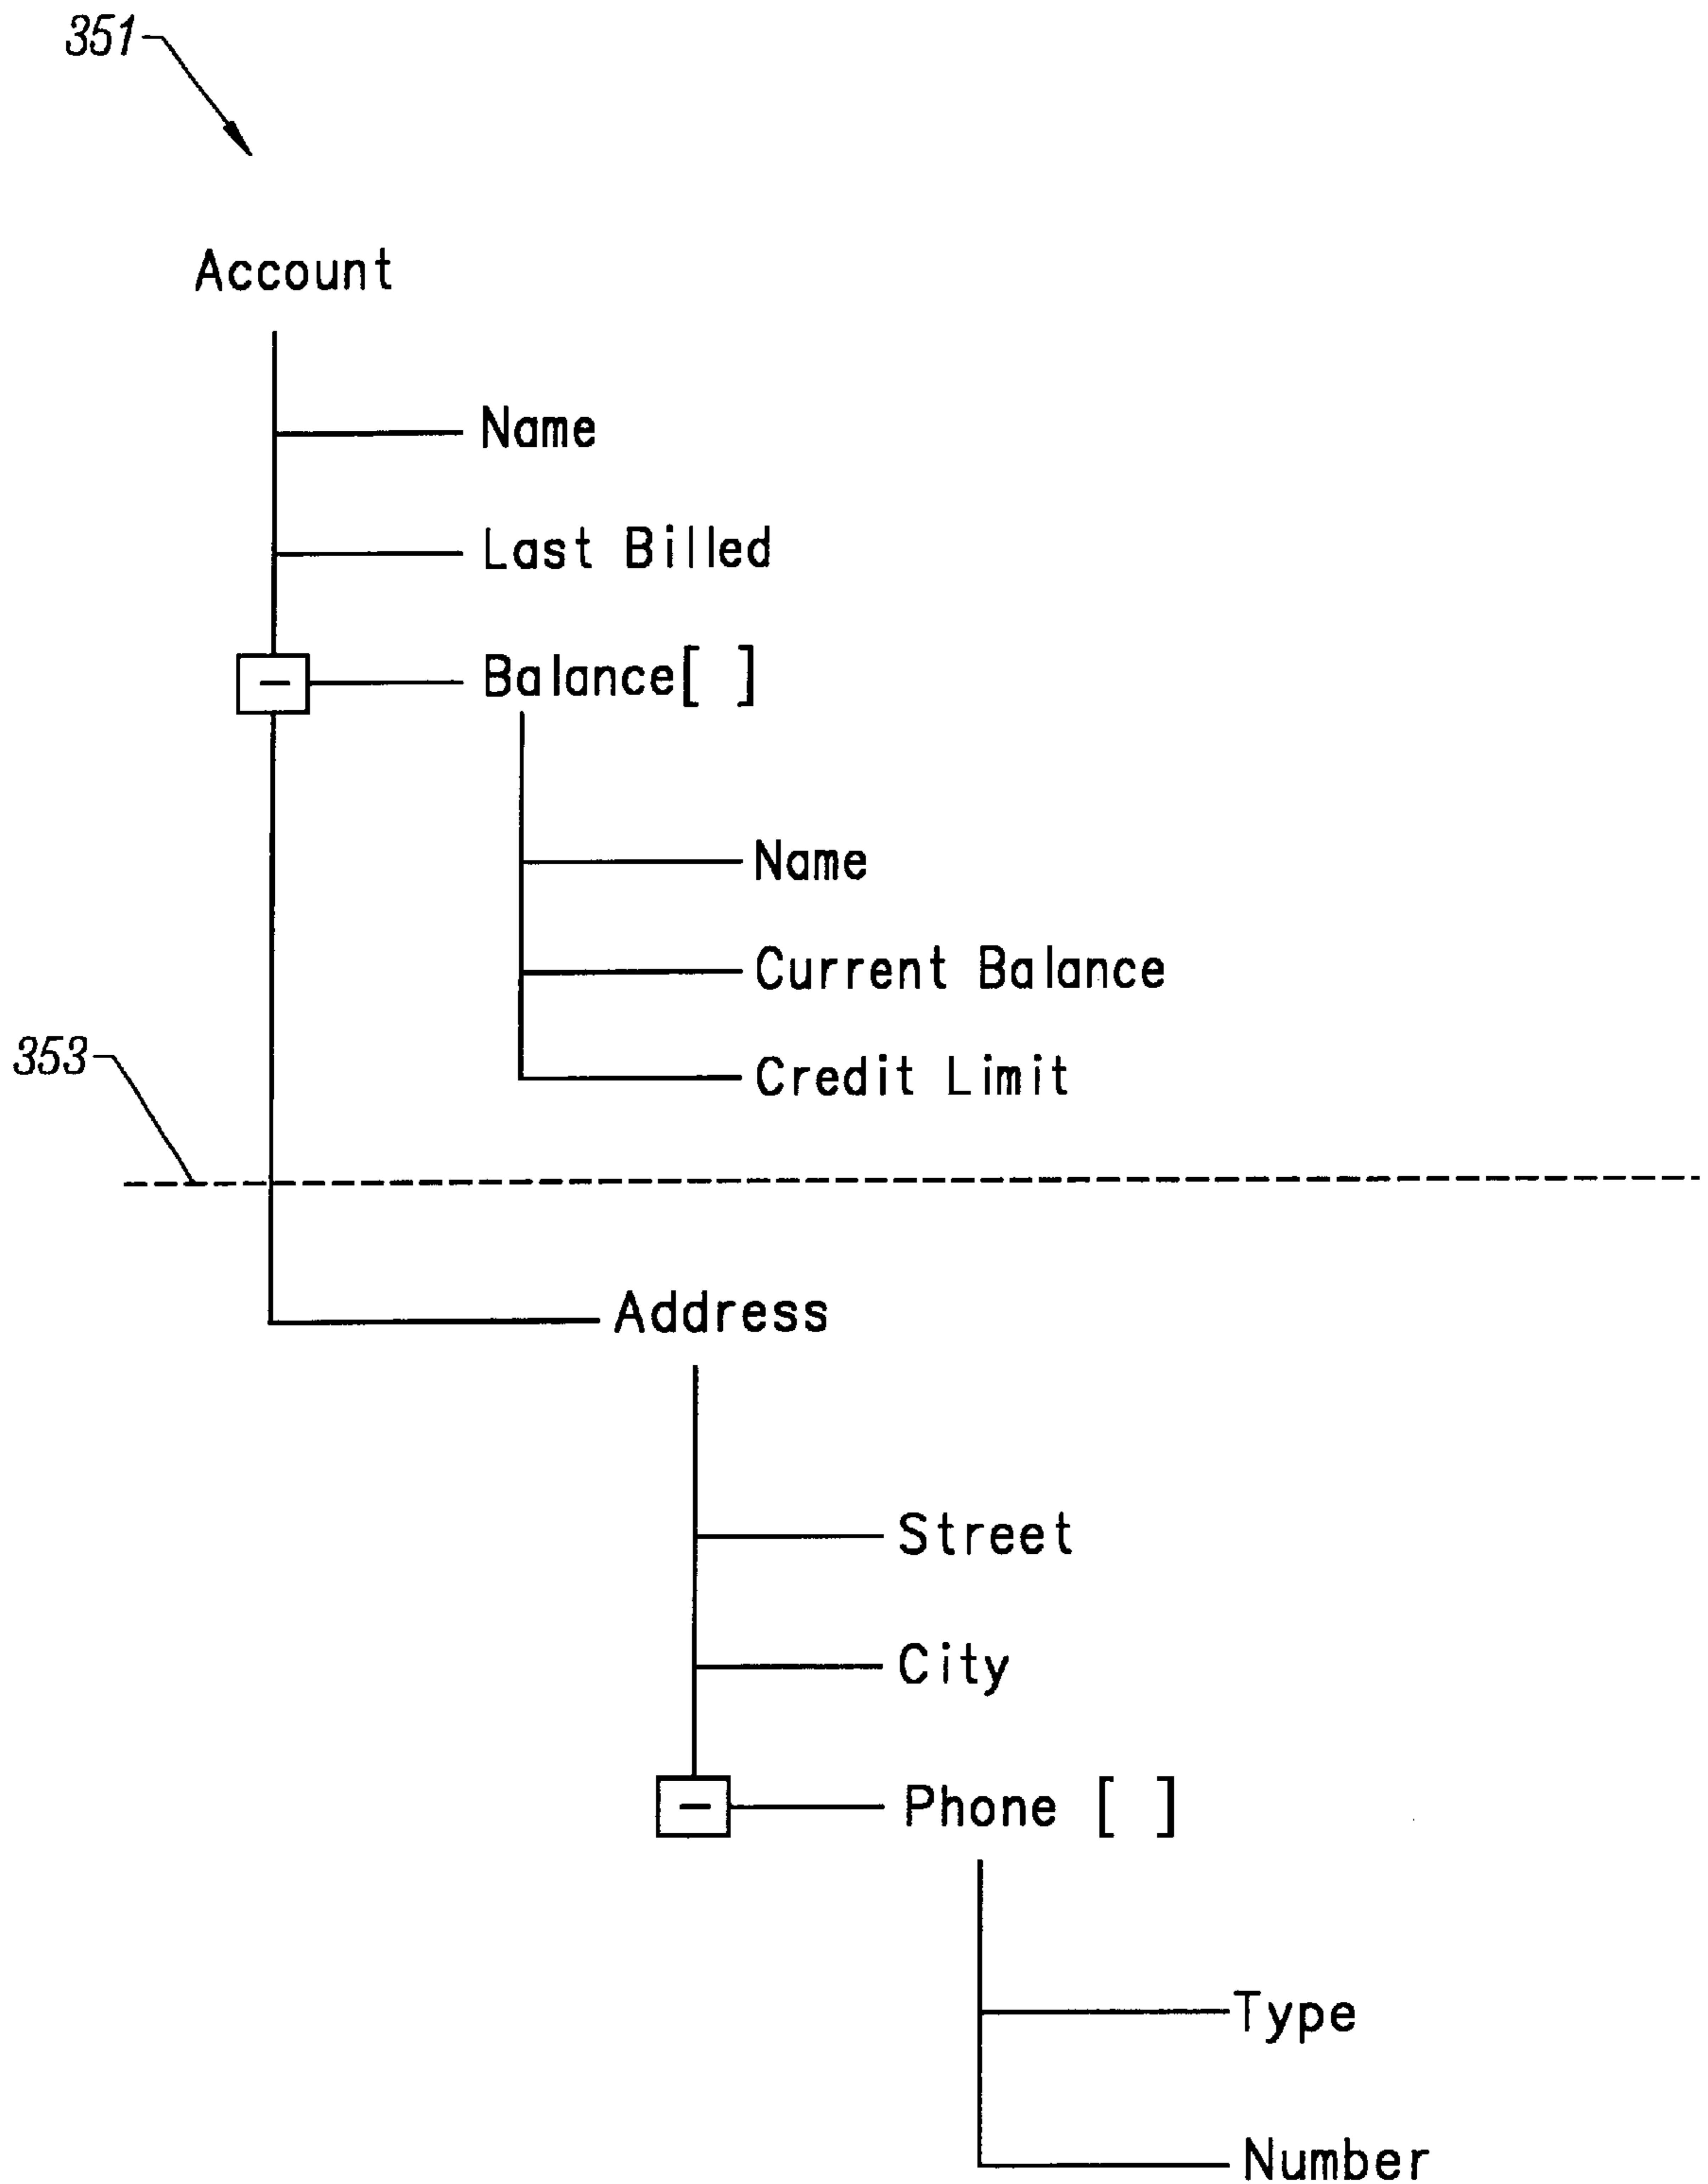 351
Account
Name
Last Billed
Balance[ ]
Name
Current Balance
Credit Limit
353
Address
Street
City
Phone [ ]
Type
Number